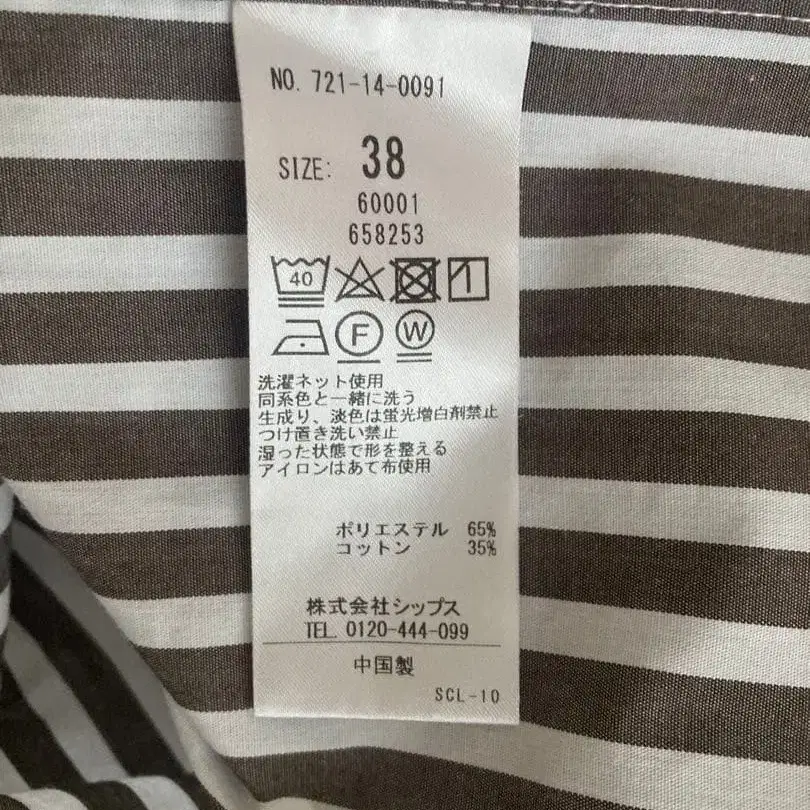 NO. 721-14-0091
SIZE: 38
60001
658253
40
F W
洗濯ネット使用
同系色と一緒に洗う
生成り、淡色は蛍光増白剤禁止
つけ置き洗い禁止
湿った状態で形を整える
アイロンはあて布使用
ポリエステル 65%
コットン 35%
株式会社シップス
TEL. 0120-444-099
中国製
SCL-10